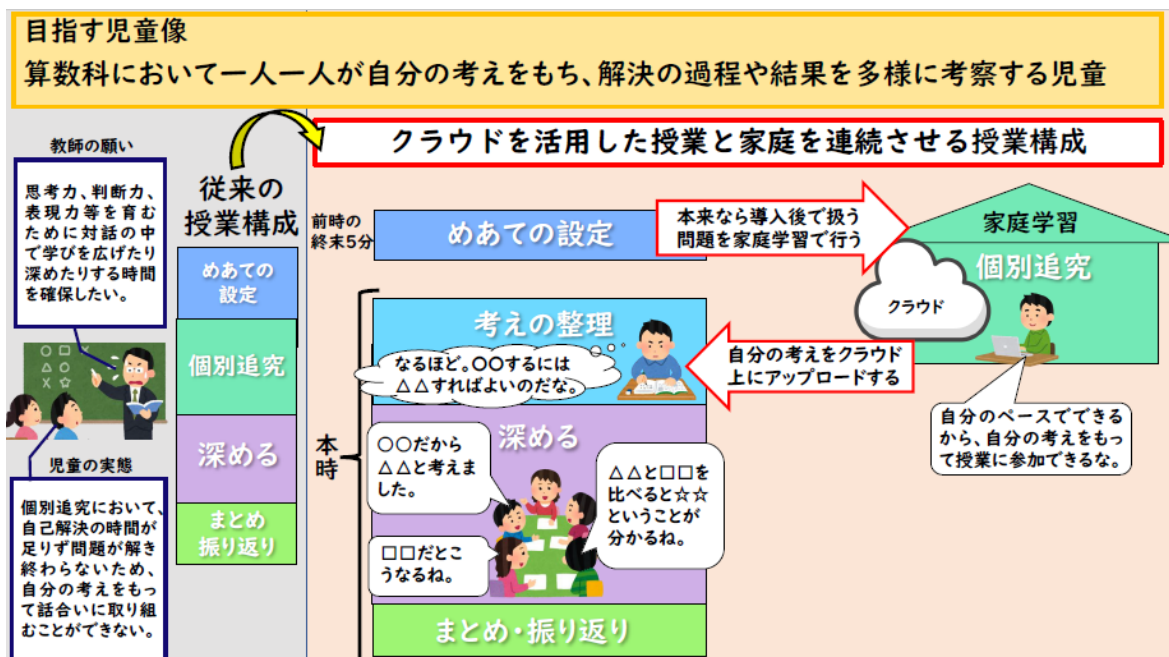 目指す児童像
算数科において一人一人が自分の考えをもち、解決の過程や結果を多様に考察する児童
教師の願い
思考力、判断力、
表現力等を育む
ために対話の中
で学びを広げたり
深めたりする時間
を確保したい。
児童の実態
個別追究において、
自己解決の時間が
足りず問題が解き
終わらないため、
自分の考えをもっ
て話合いに取り組
むことができない。
従来の
授業構成
めあての
設定
個別追究
深める
まとめ
振り返り
クラウドを活用した授業と家庭を連続させる授業構成
前時の
終末5分
めあての設定
本来なら導入後で扱う
問題を家庭学習で行う
家庭学習
個別追究
クラウド
自分のペースでできる
から、自分の考えをもっ
て授業に参加できるな。
自分の考えをクラウド
上にアップロードする
本時
考えの整理
なるほど。〇〇するには
△△すればよいのだな。
深める
〇〇だから
△△と考えま
した。
△△と□□を
比べると☆☆
ということが
分かるね。
□□だとこ
うなるね。
まとめ・振り返り